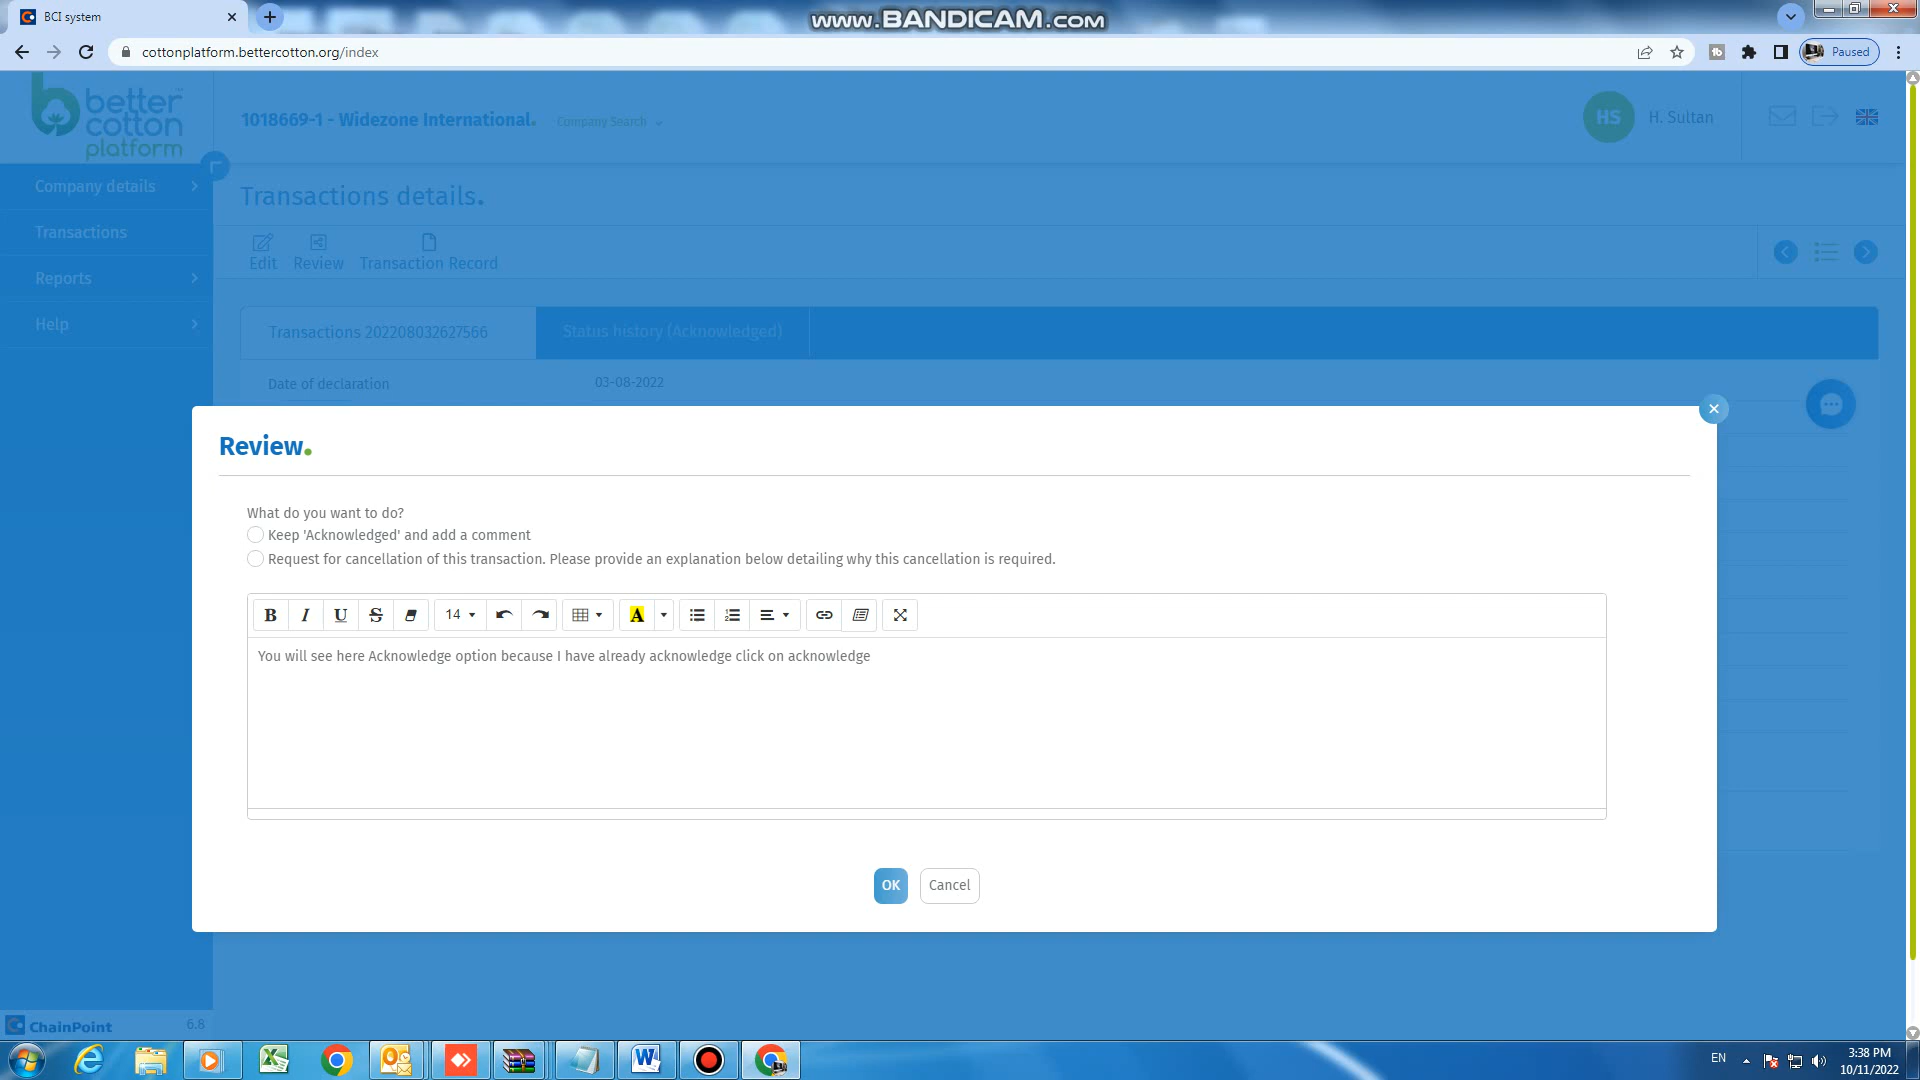 BCI system
www.BANDICAM.com
cottonplatform.bettercotton.org/index
Paused
better cotton platform
1018669-1 - Widezone International.
Company Search
HS
H. Sultan
Company details
Transactions
Reports
Help
Transactions details.
Edit
Review
Transaction Record
Transactions 202208032627566
Status history (Acknowledged)
Date of declaration
03-08-2022
Review.
What do you want to do?
Keep 'Acknowledged' and add a comment
Request for cancellation of this transaction. Please provide an explanation below detailing why this cancellation is required.
B I U S 14 A
You will see here Acknowledge option because I have already acknowledge click on acknowledge
OK
Cancel
ChainPoint
6.8
EN
3:38 PM
10/11/2022